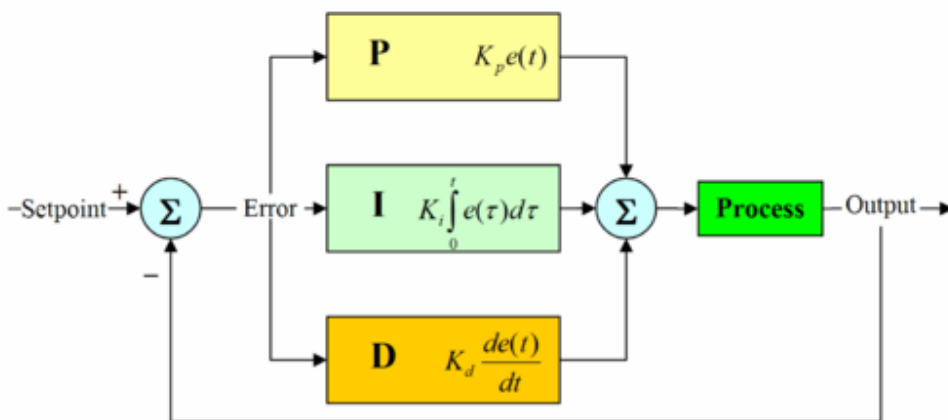 P K_p e(t)
Setpoint + Σ Error I K_i ∫_0^t e(τ)dτ Σ Process Output
−
D K_d de(t)/dt